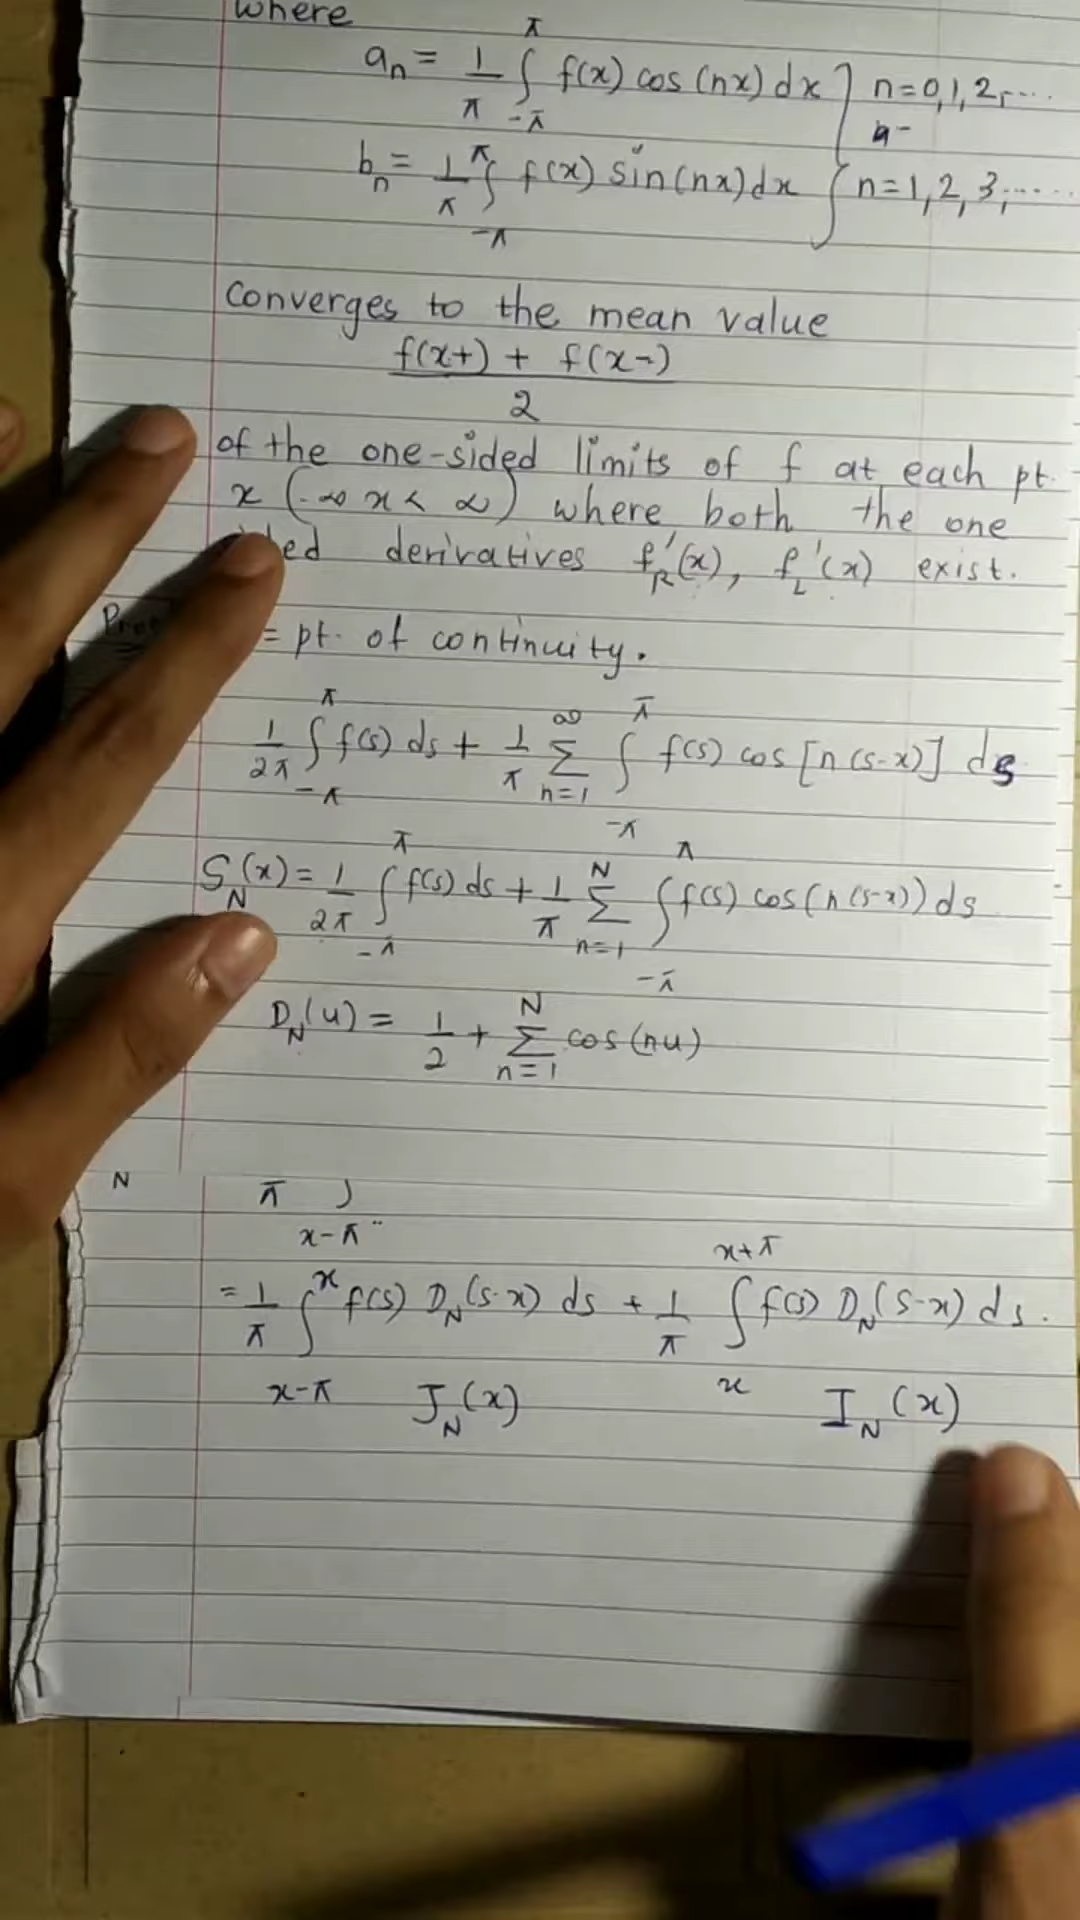 where
aₙ = 1/π ∫_{-π}^{π} f(x) cos (nx) dx } n=0,1,2,....
bₙ = 1/π ∫_{-π}^{π} f(x) sin(nx) dx } n=1,2,3,.....
converges to the mean value
f(x+) + f(x-) / 2
of the one-sided limits of f at each pt.
x (-∞ x < ∞) where both the one
derivatives f'_R(x), f'_L(x) exist.
= pt. of continuity.
1/2π ∫_{-π}^{π} f(s) ds + 1/π Σ_{n=1}^{∞} ∫_{-π}^{π} f(s) cos [n(s-x)] ds
S_N(x) = 1/2π ∫_{-π}^{π} f(s) ds + 1/π Σ_{n=1}^{N} ∫_{-π}^{π} f(s) cos(n(s-x)) ds
D_N(u) = 1/2 + Σ_{n=1}^{N} cos(nu)
N π ∫
x-π
= 1/π ∫_{x-π}^{x} f(s) D_N(s-x) ds + 1/π ∫_{x}^{x+π} f(s) D_N(s-x) ds.
J_N(x) I_N(x)